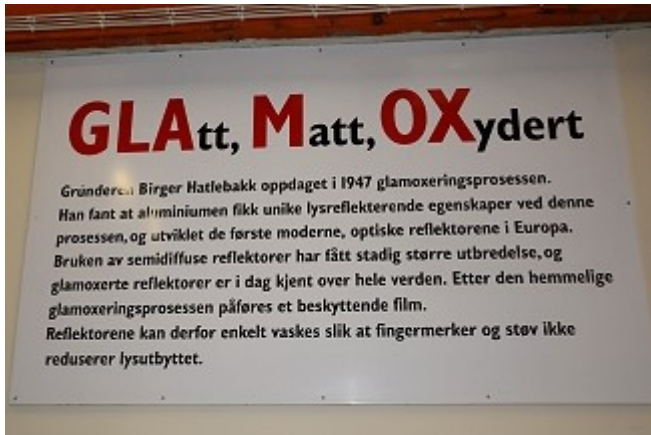 GLAtt, Matt, OXydert
Gründeren Birger Hatlebakk oppdaget i 1947 glamoxeringsprosessen.
Han fant at aluminiumen fikk unike lysreflekterende egenskaper ved denne
prosessen, og utviklet de første moderne, optiske reflektorene i Europa.
Bruken av semidiffuse reflektorer har fått stadig større utbredelse, og
glamoxerte reflektorer er i dag kjent over hele verden. Etter den hemmelige
glamoxeringsprosessen påføres et beskyttende film.
Reflektorene kan derfor enkelt vaskes slik at fingermerker og støv ikke
reduserer lysutbyttet.